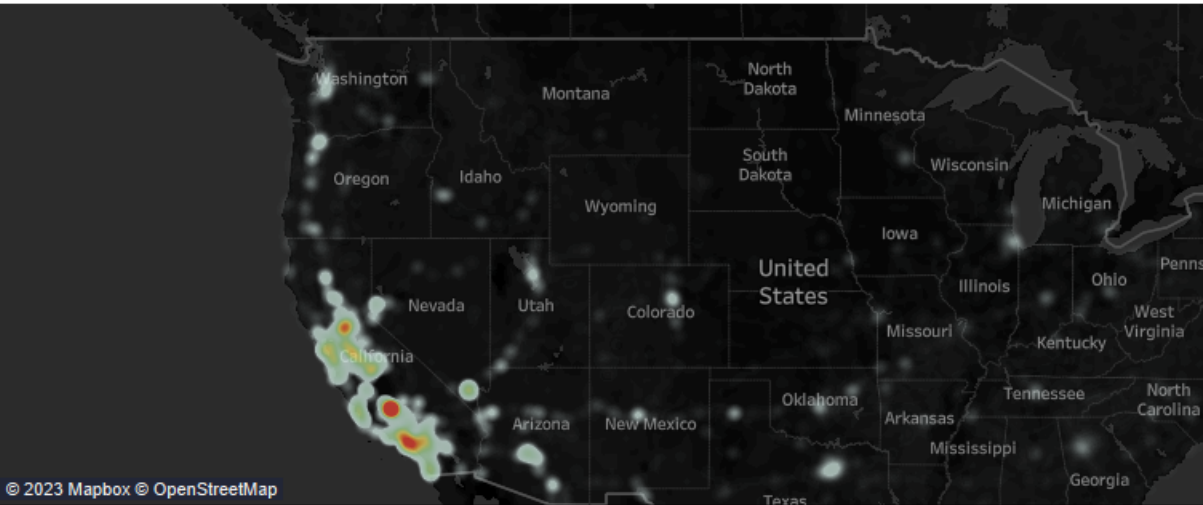 Washington
Montana
North
Dakota
Minnesota
Oregon
Idaho
South
Dakota
Wisconsin
Wyoming
Michigan
Iowa
United
States
Nevada
Utah
Colorado
Illinois
Ohio
Penns
West
Virginia
Missouri
Kentucky
California
Arizona
New Mexico
Oklahoma
Arkansas
Tennessee
North
Carolina
Mississippi
Georgia
Texas
© 2023 Mapbox © OpenStreetMap